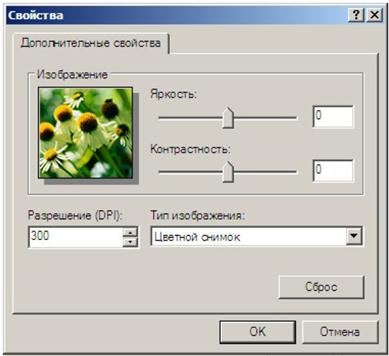 Свойства
Дополнительные свойства
Изображение
Яркость:
0
Контрастность:
0
Разрешение (DPI): Тип изображения:
300 Цветной снимок
Сброс
OK Отмена